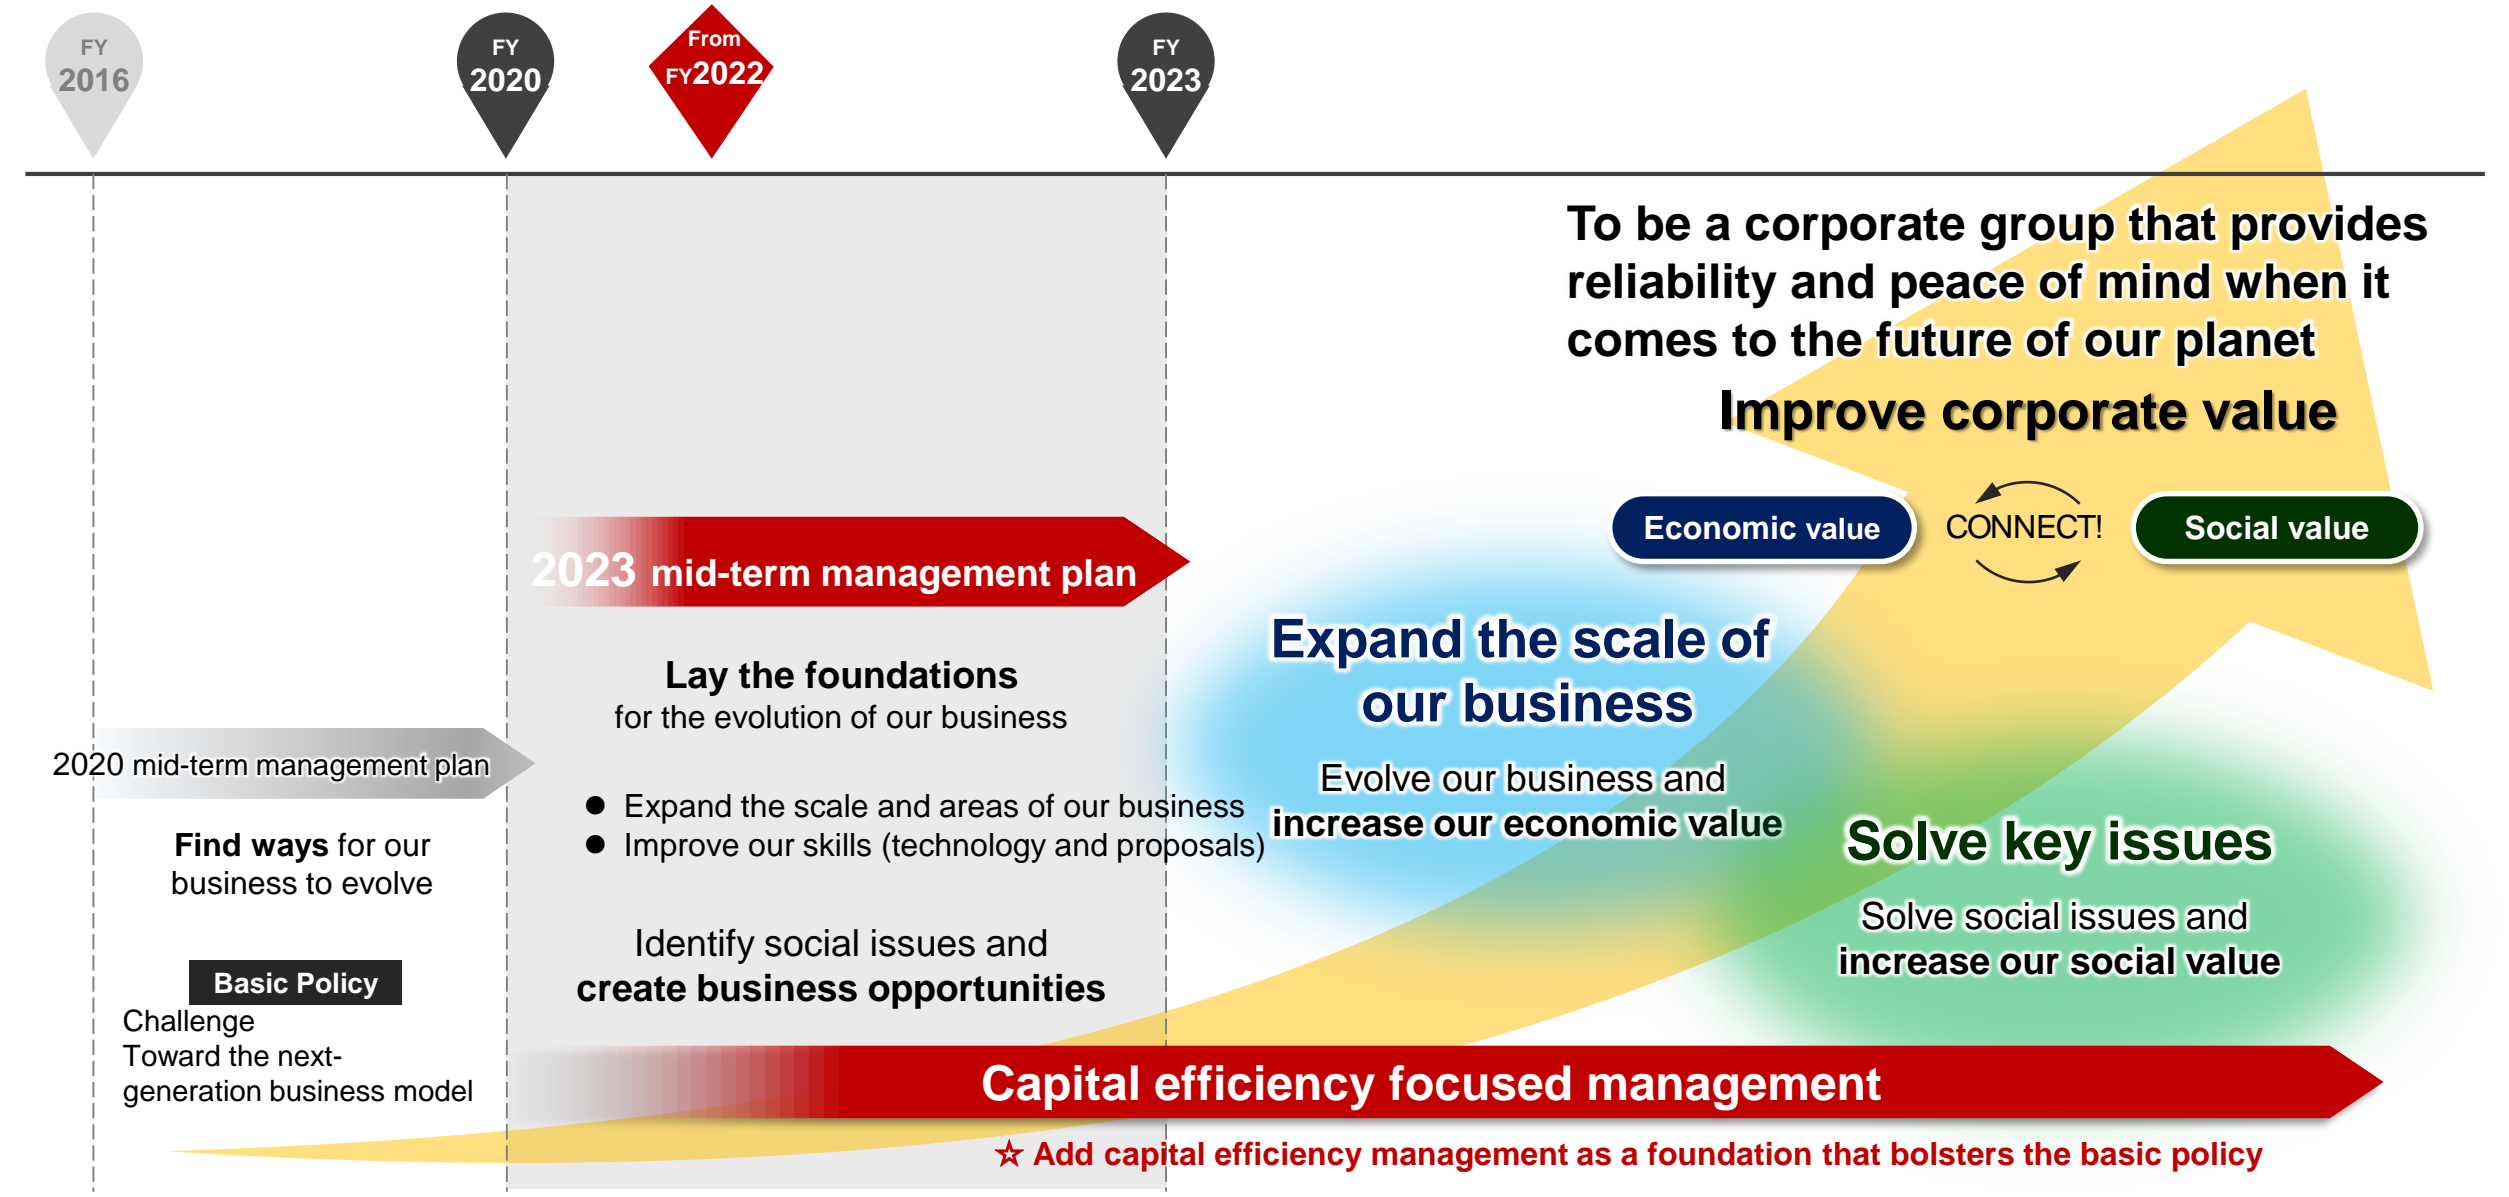 FY
2016
FY
2020
From
FY2022
FY
2023
To be a corporate group that provides
reliability and peace of mind when it
comes to the future of our planet
Improve corporate value
Economic value
CONNECT!
Social value
2023 mid-term management plan
Lay the foundations
for the evolution of our business
● Expand the scale and areas of our business
● Improve our skills (technology and proposals)
Identify social issues and
create business opportunities
2020 mid-term management plan
Find ways for our
business to evolve
Basic Policy
Challenge
Toward the next-
generation business model
Expand the scale of
our business
Evolve our business and
increase our economic value
Solve key issues
Solve social issues and
increase our social value
Capital efficiency focused management
☆ Add capital efficiency management as a foundation that bolsters the basic policy